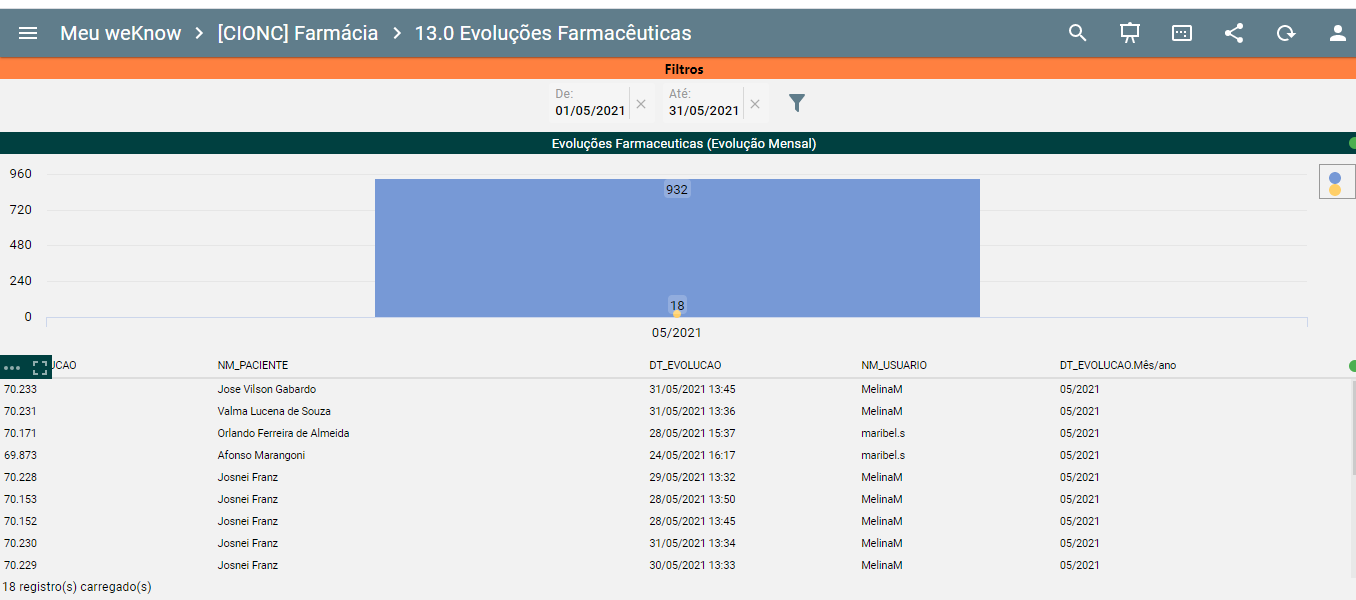 Meu weKnow > [CIONC] Farmácia > 13.0 Evoluções Farmacêuticas
Filtros
De: Até:
01/05/2021 × 31/05/2021 ×
Evoluções Farmaceuticas (Evolução Mensal)
960
932
720
480
240
18
0
05/2021
UCAO NM_PACIENTE DT_EVOLUCAO NM_USUARIO DT_EVOLUCAO.Mês/ano
70.233 Jose Vilson Gabardo 31/05/2021 13:45 MelinaM 05/2021
70.231 Valma Lucena de Souza 31/05/2021 13:36 MelinaM 05/2021
70.171 Orlando Ferreira de Almeida 28/05/2021 15:37 maribel.s 05/2021
69.873 Afonso Marangoni 24/05/2021 16:17 maribel.s 05/2021
70.228 Josnei Franz 29/05/2021 13:32 MelinaM 05/2021
70.153 Josnei Franz 28/05/2021 13:50 MelinaM 05/2021
70.152 Josnei Franz 28/05/2021 13:45 MelinaM 05/2021
70.230 Josnei Franz 31/05/2021 13:34 MelinaM 05/2021
70.229 Josnei Franz 30/05/2021 13:33 MelinaM 05/2021
18 registro(s) carregado(s)